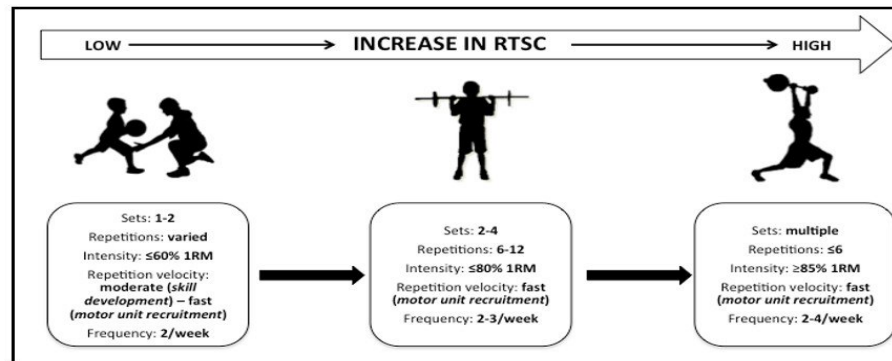 LOW INCREASE IN RTSC HIGH
Sets: 1-2
Repetitions: varied
Intensity: ≤60% 1RM
Repetition velocity:
moderate (skill
development) – fast
(motor unit recruitment)
Frequency: 2/week
Sets: 2-4
Repetitions: 6-12
Intensity: ≤80% 1RM
Repetition velocity: fast
(motor unit recruitment)
Frequency: 2-3/week
Sets: multiple
Repetitions: ≤6
Intensity: ≥85% 1RM
Repetition velocity: fast
(motor unit recruitment)
Frequency: 2-4/week